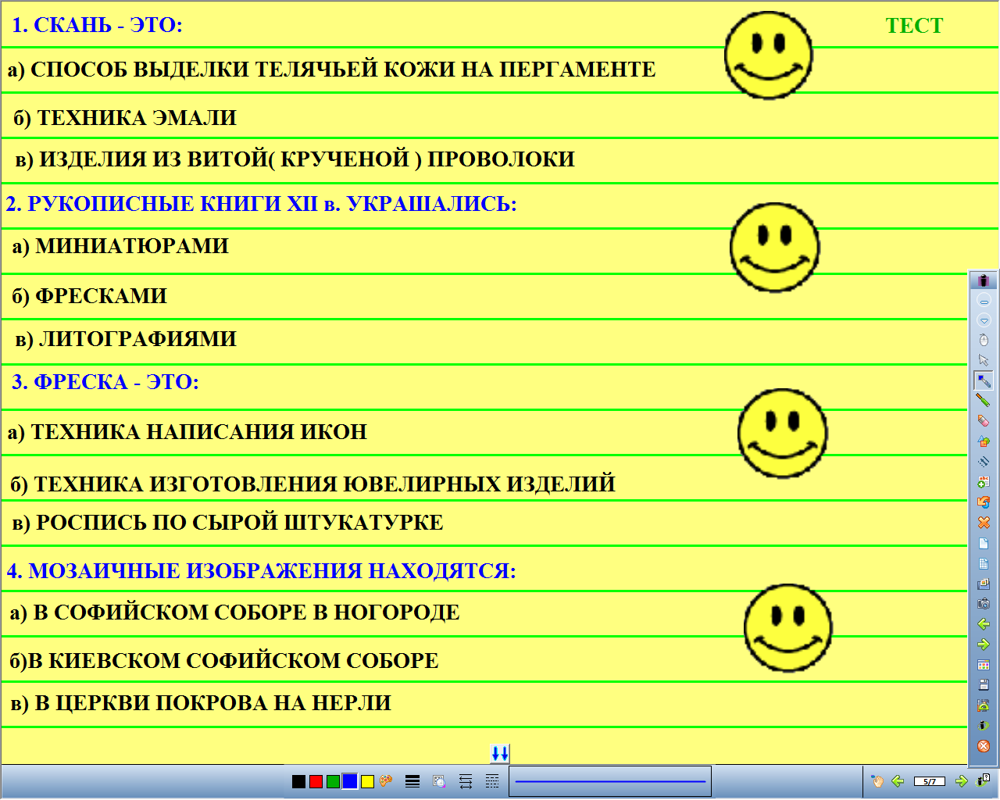 1. СКАНЬ - ЭТО:
ТЕСТ
а) СПОСОБ ВЫДЕЛКИ ТЕЛЯЧЬЕЙ КОЖИ НА ПЕРГАМЕНТЕ
б) ТЕХНИКА ЭМАЛИ
в) ИЗДЕЛИЯ ИЗ ВИТОЙ( КРУЧЕНОЙ ) ПРОВОЛОКИ
2. РУКОПИСНЫЕ КНИГИ XII в. УКРАШАЛИСЬ:
а) МИНИАТЮРАМИ
б) ФРЕСКАМИ
в) ЛИТОГРАФИЯМИ
3. ФРЕСКА - ЭТО:
а) ТЕХНИКА НАПИСАНИЯ ИКОН
б) ТЕХНИКА ИЗГОТОВЛЕНИЯ ЮВЕЛИРНЫХ ИЗДЕЛИЙ
в) РОСПИСЬ ПО СЫРОЙ ШТУКАТУРКЕ
4. МОЗАИЧНЫЕ ИЗОБРАЖЕНИЯ НАХОДЯТСЯ:
а) В СОФИЙСКОМ СОБОРЕ В НОГОРОДЕ
б)В КИЕВСКОМ СОФИЙСКОМ СОБОРЕ
в) В ЦЕРКВИ ПОКРОВА НА НЕРЛИ
5/7